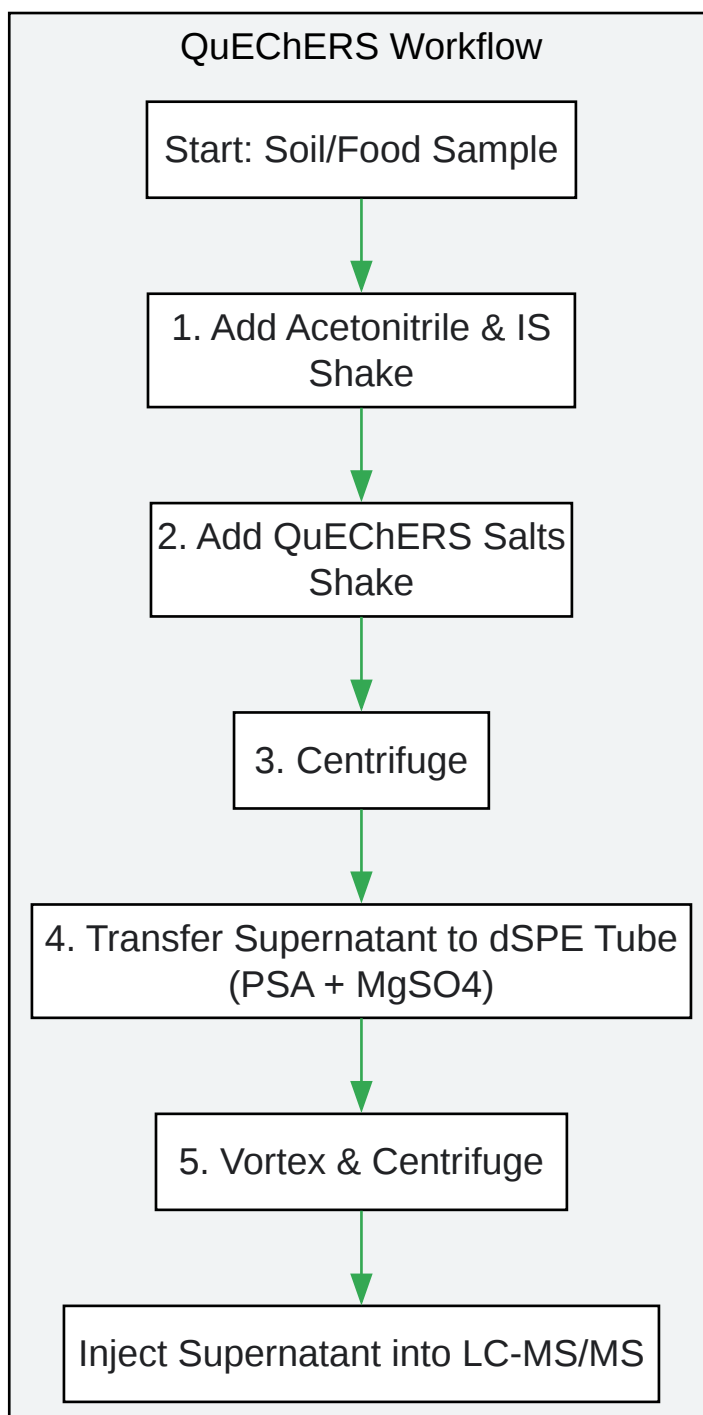 QuEChERS Workflow
Start: Soil/Food Sample
1. Add Acetonitrile & IS
Shake
2. Add QuEChERS Salts
Shake
3. Centrifuge
4. Transfer Supernatant to dSPE Tube
(PSA + MgSO4)
5. Vortex & Centrifuge
Inject Supernatant into LC-MS/MS